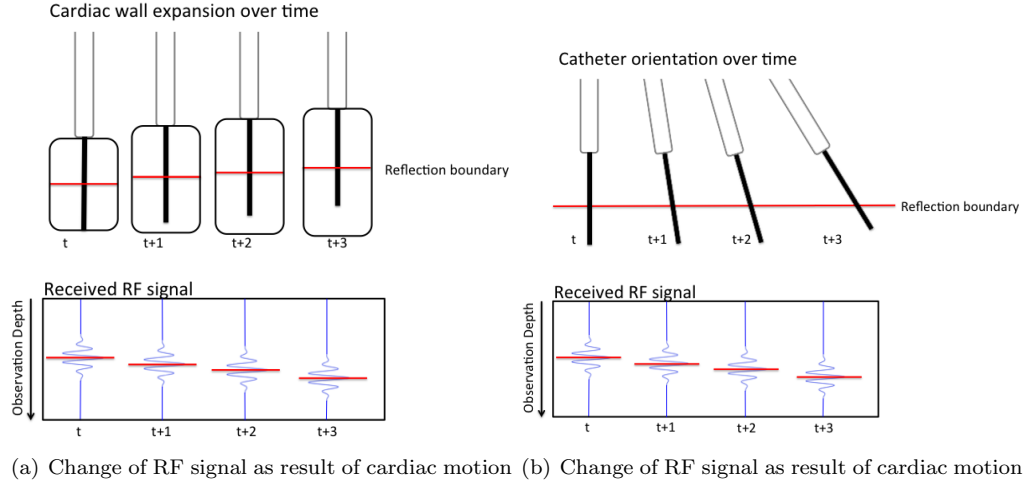 Cardiac wall expansion over time
Reflection boundary
t t+1 t+2 t+3
Received RF signal
Observation Depth
t t+1 t+2 t+3
(a) Change of RF signal as result of cardiac motion
Catheter orientation over time
Reflection boundary
t t+1 t+2 t+3
Received RF signal
Observation Depth
t t+1 t+2 t+3
(b) Change of RF signal as result of cardiac motion